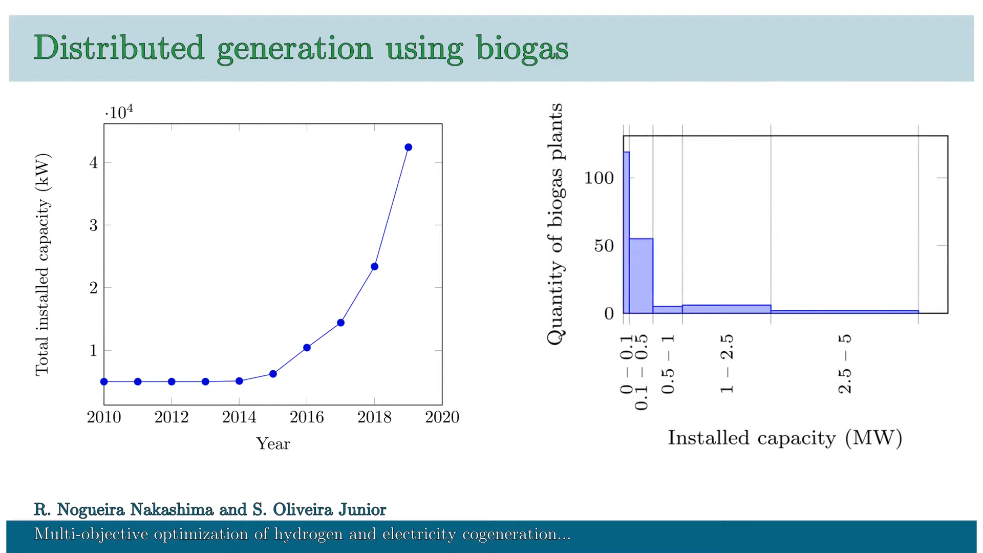 Distributed generation using biogas
·10⁴
Total installed capacity (kW)
4
3
2
1
2010 2012 2014 2016 2018 2020
Year
Quantity of biogas plants
100
50
0
0 – 0.1
0.1 – 0.5
0.5 – 1
1 – 2.5
2.5 – 5
Installed capacity (MW)
R. Nogueira Nakashima and S. Oliveira Junior
Multi-objective optimization of hydrogen and electricity cogeneration...